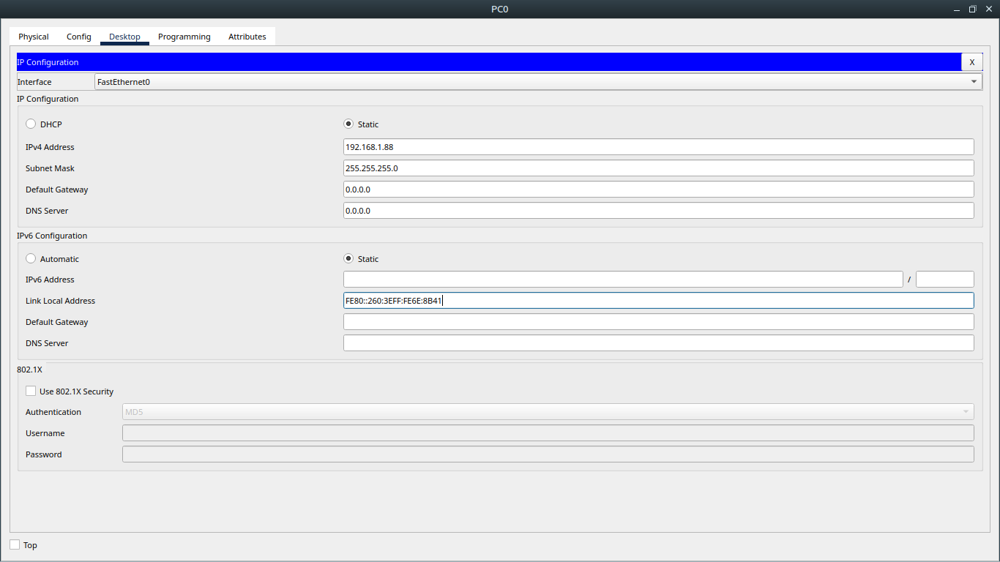 PC0
Physical Config Desktop Programming Attributes
IP Configuration X
Interface FastEthernet0
IP Configuration
DHCP Static
IPv4 Address 192.168.1.88
Subnet Mask 255.255.255.0
Default Gateway 0.0.0.0
DNS Server 0.0.0.0
IPv6 Configuration
Automatic Static
IPv6 Address /
Link Local Address FE80::260:3EFF:FE6E:8B41
Default Gateway
DNS Server
802.1X
Use 802.1X Security
Authentication MD5
Username
Password
Top